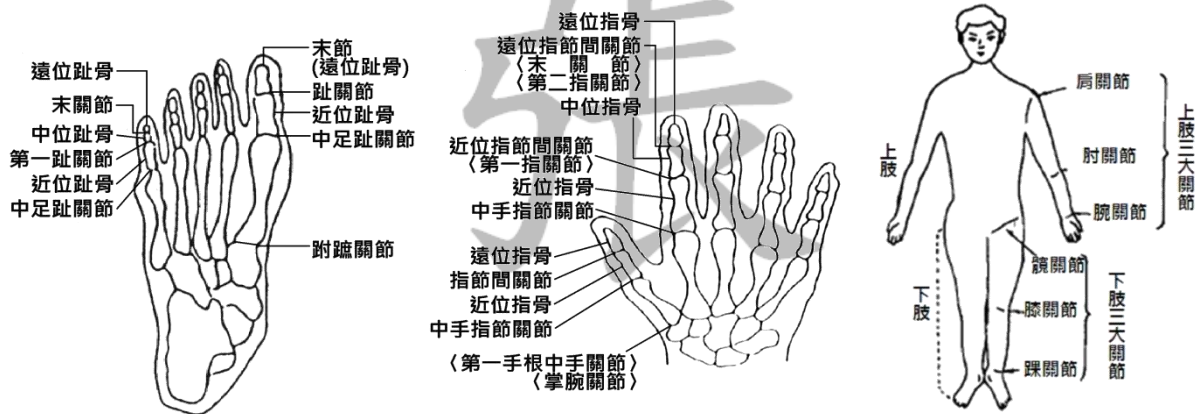 遠位趾骨
末關節
中位趾骨
第一趾關節
近位趾骨
中足趾關節
末節
(遠位趾骨)
趾關節
近位趾骨
中足趾關節
跗蹠關節
張
遠位指骨
遠位指節間關節
〈末關節〉
〈第二指關節〉
中位指骨
近位指節間關節
〈第一指關節〉
近位指骨
中手指節關節
遠位指骨
指節間關節
近位指骨
中手指節關節
〈第一手根中手關節〉
〈掌腕關節〉
上肢
下肢
肩關節
肘關節
腕關節
上肢三大關節
髖關節
膝關節
踝關節
下肢三大關節